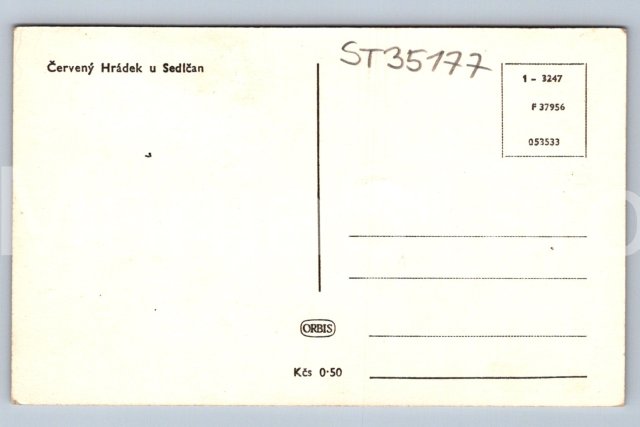 Červený Hrádek u Sedlčan
ST35177
1 – 3247
F 37956
053533
ORBIS
Kčs 0·50